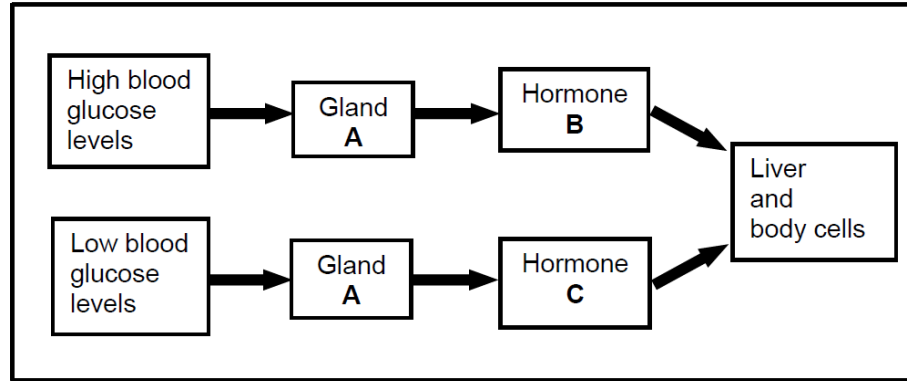 High blood
glucose
levels
Gland
A
Hormone
B
Liver
and
body cells
Low blood
glucose
levels
Gland
A
Hormone
C